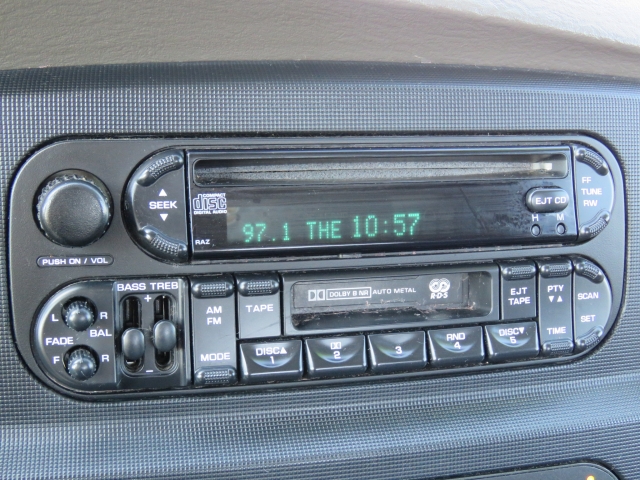 COMPACT
disc
DIGITAL AUDIO
SEEK
RAZ
97.1 THE 10:57
EJT CD
H M
FF
TUNE
RW
PUSH ON / VOL
BASS TREB
+
−
L R
BAL
FADE
F R
AM
FM
MODE
TAPE
DOLBY B NR AUTO METAL
R·D·S
EJT
TAPE
PTY
TIME
SCAN
SET
DISC
1
2
3
RND
4
DISC
5